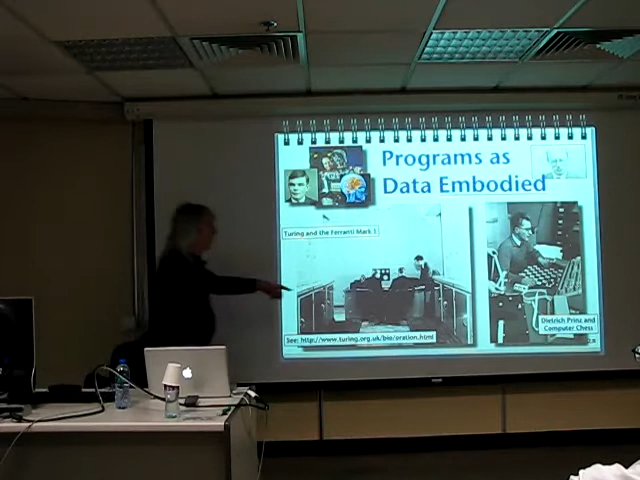 Programs as
Data Embodied
Turing and the Ferranti Mark 1
Dietrich Prinz and
Computer Chess
See: http://www.turing.org.uk/bio/oration.html